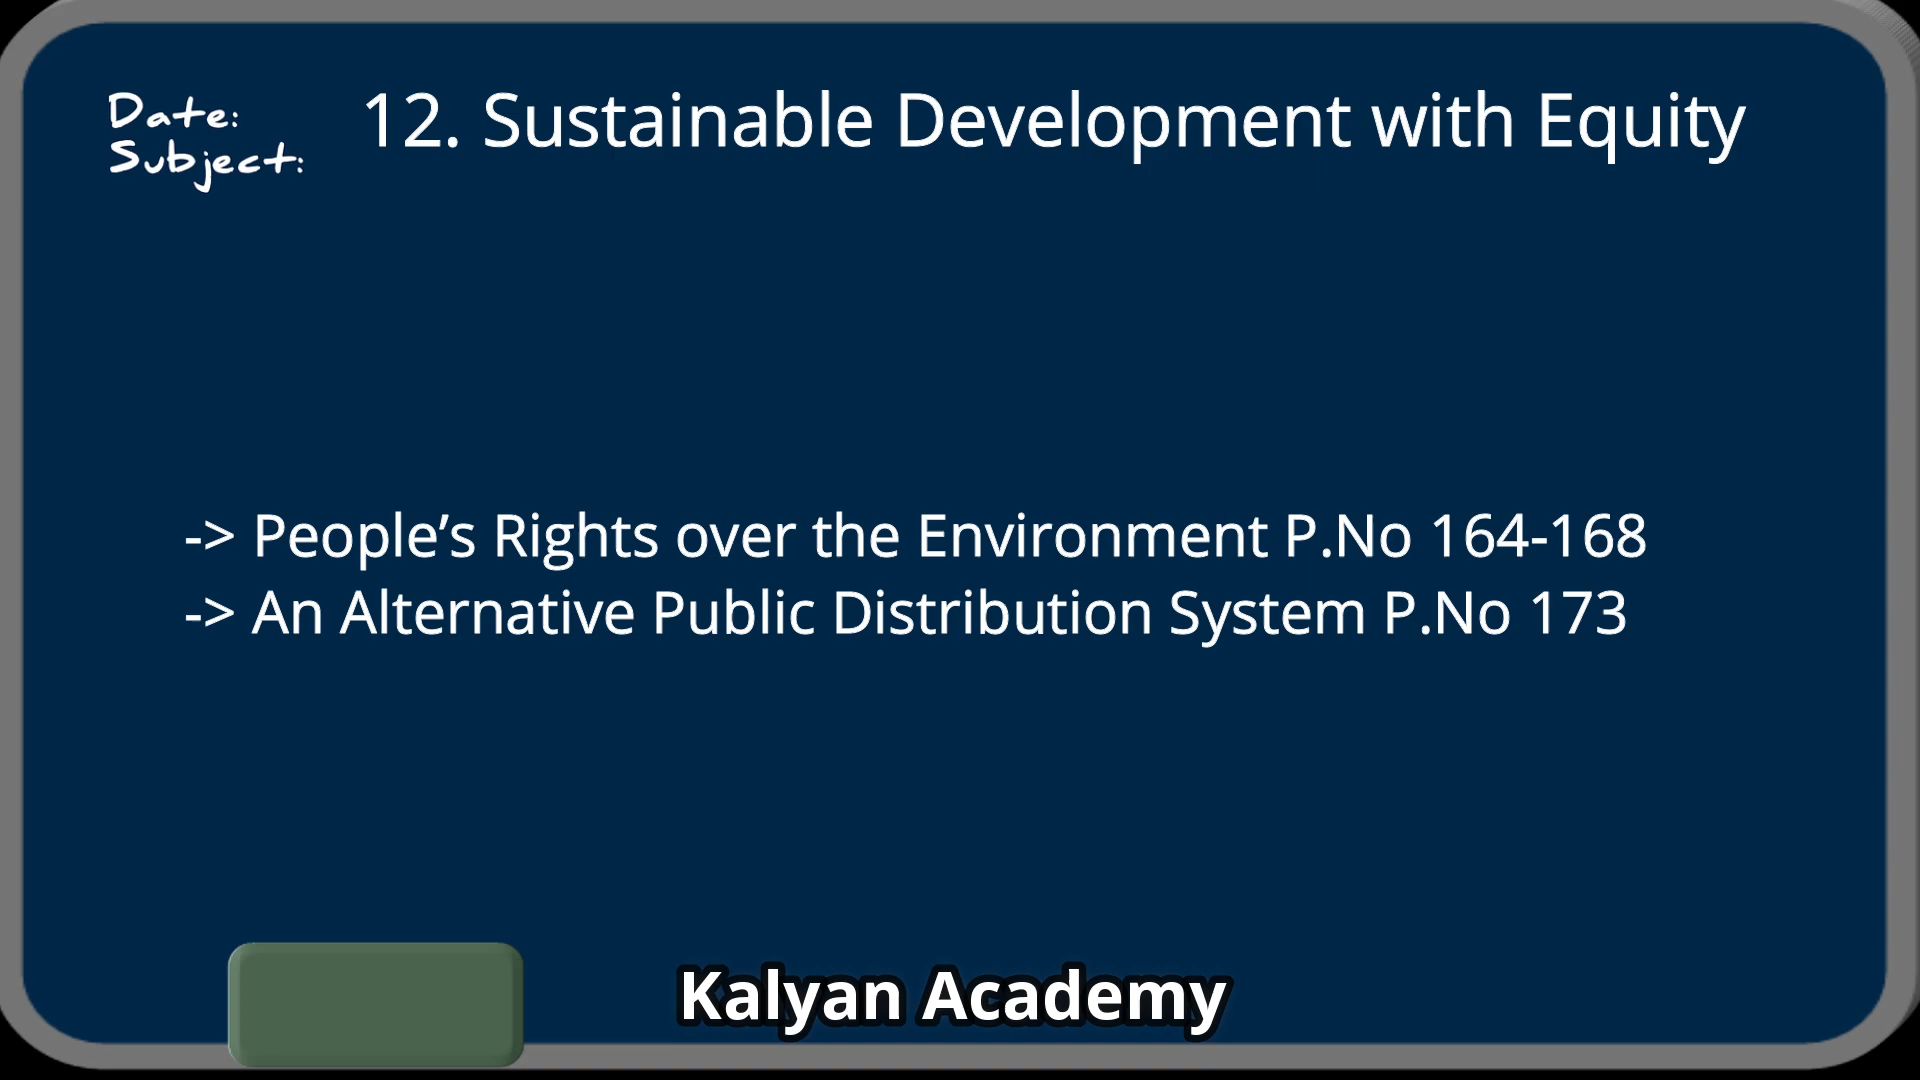 Date:
Subject:
12. Sustainable Development with Equity
-> People’s Rights over the Environment P.No 164-168
-> An Alternative Public Distribution System P.No 173
Kalyan Academy